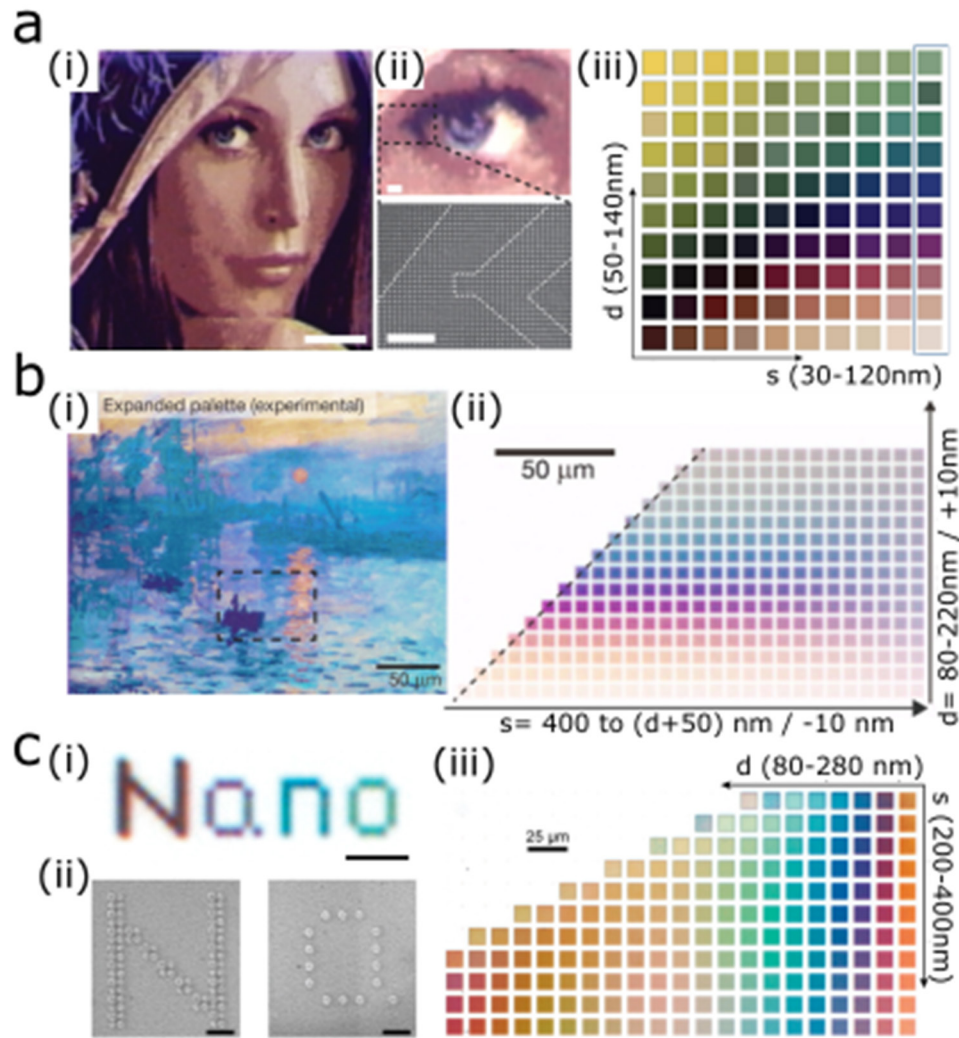 a
(i)
(ii)
(iii)
d (50-140nm)
s (30-120nm)
b
(i)
Expanded palette (experimental)
50 μm
(ii)
50 μm
d= 80-220nm / +10nm
s= 400 to (d+50) nm / -10 nm
c
(i)
Nano
(ii)
N
a
(iii)
d (80-280 nm)
s (200-400nm)
25 μm